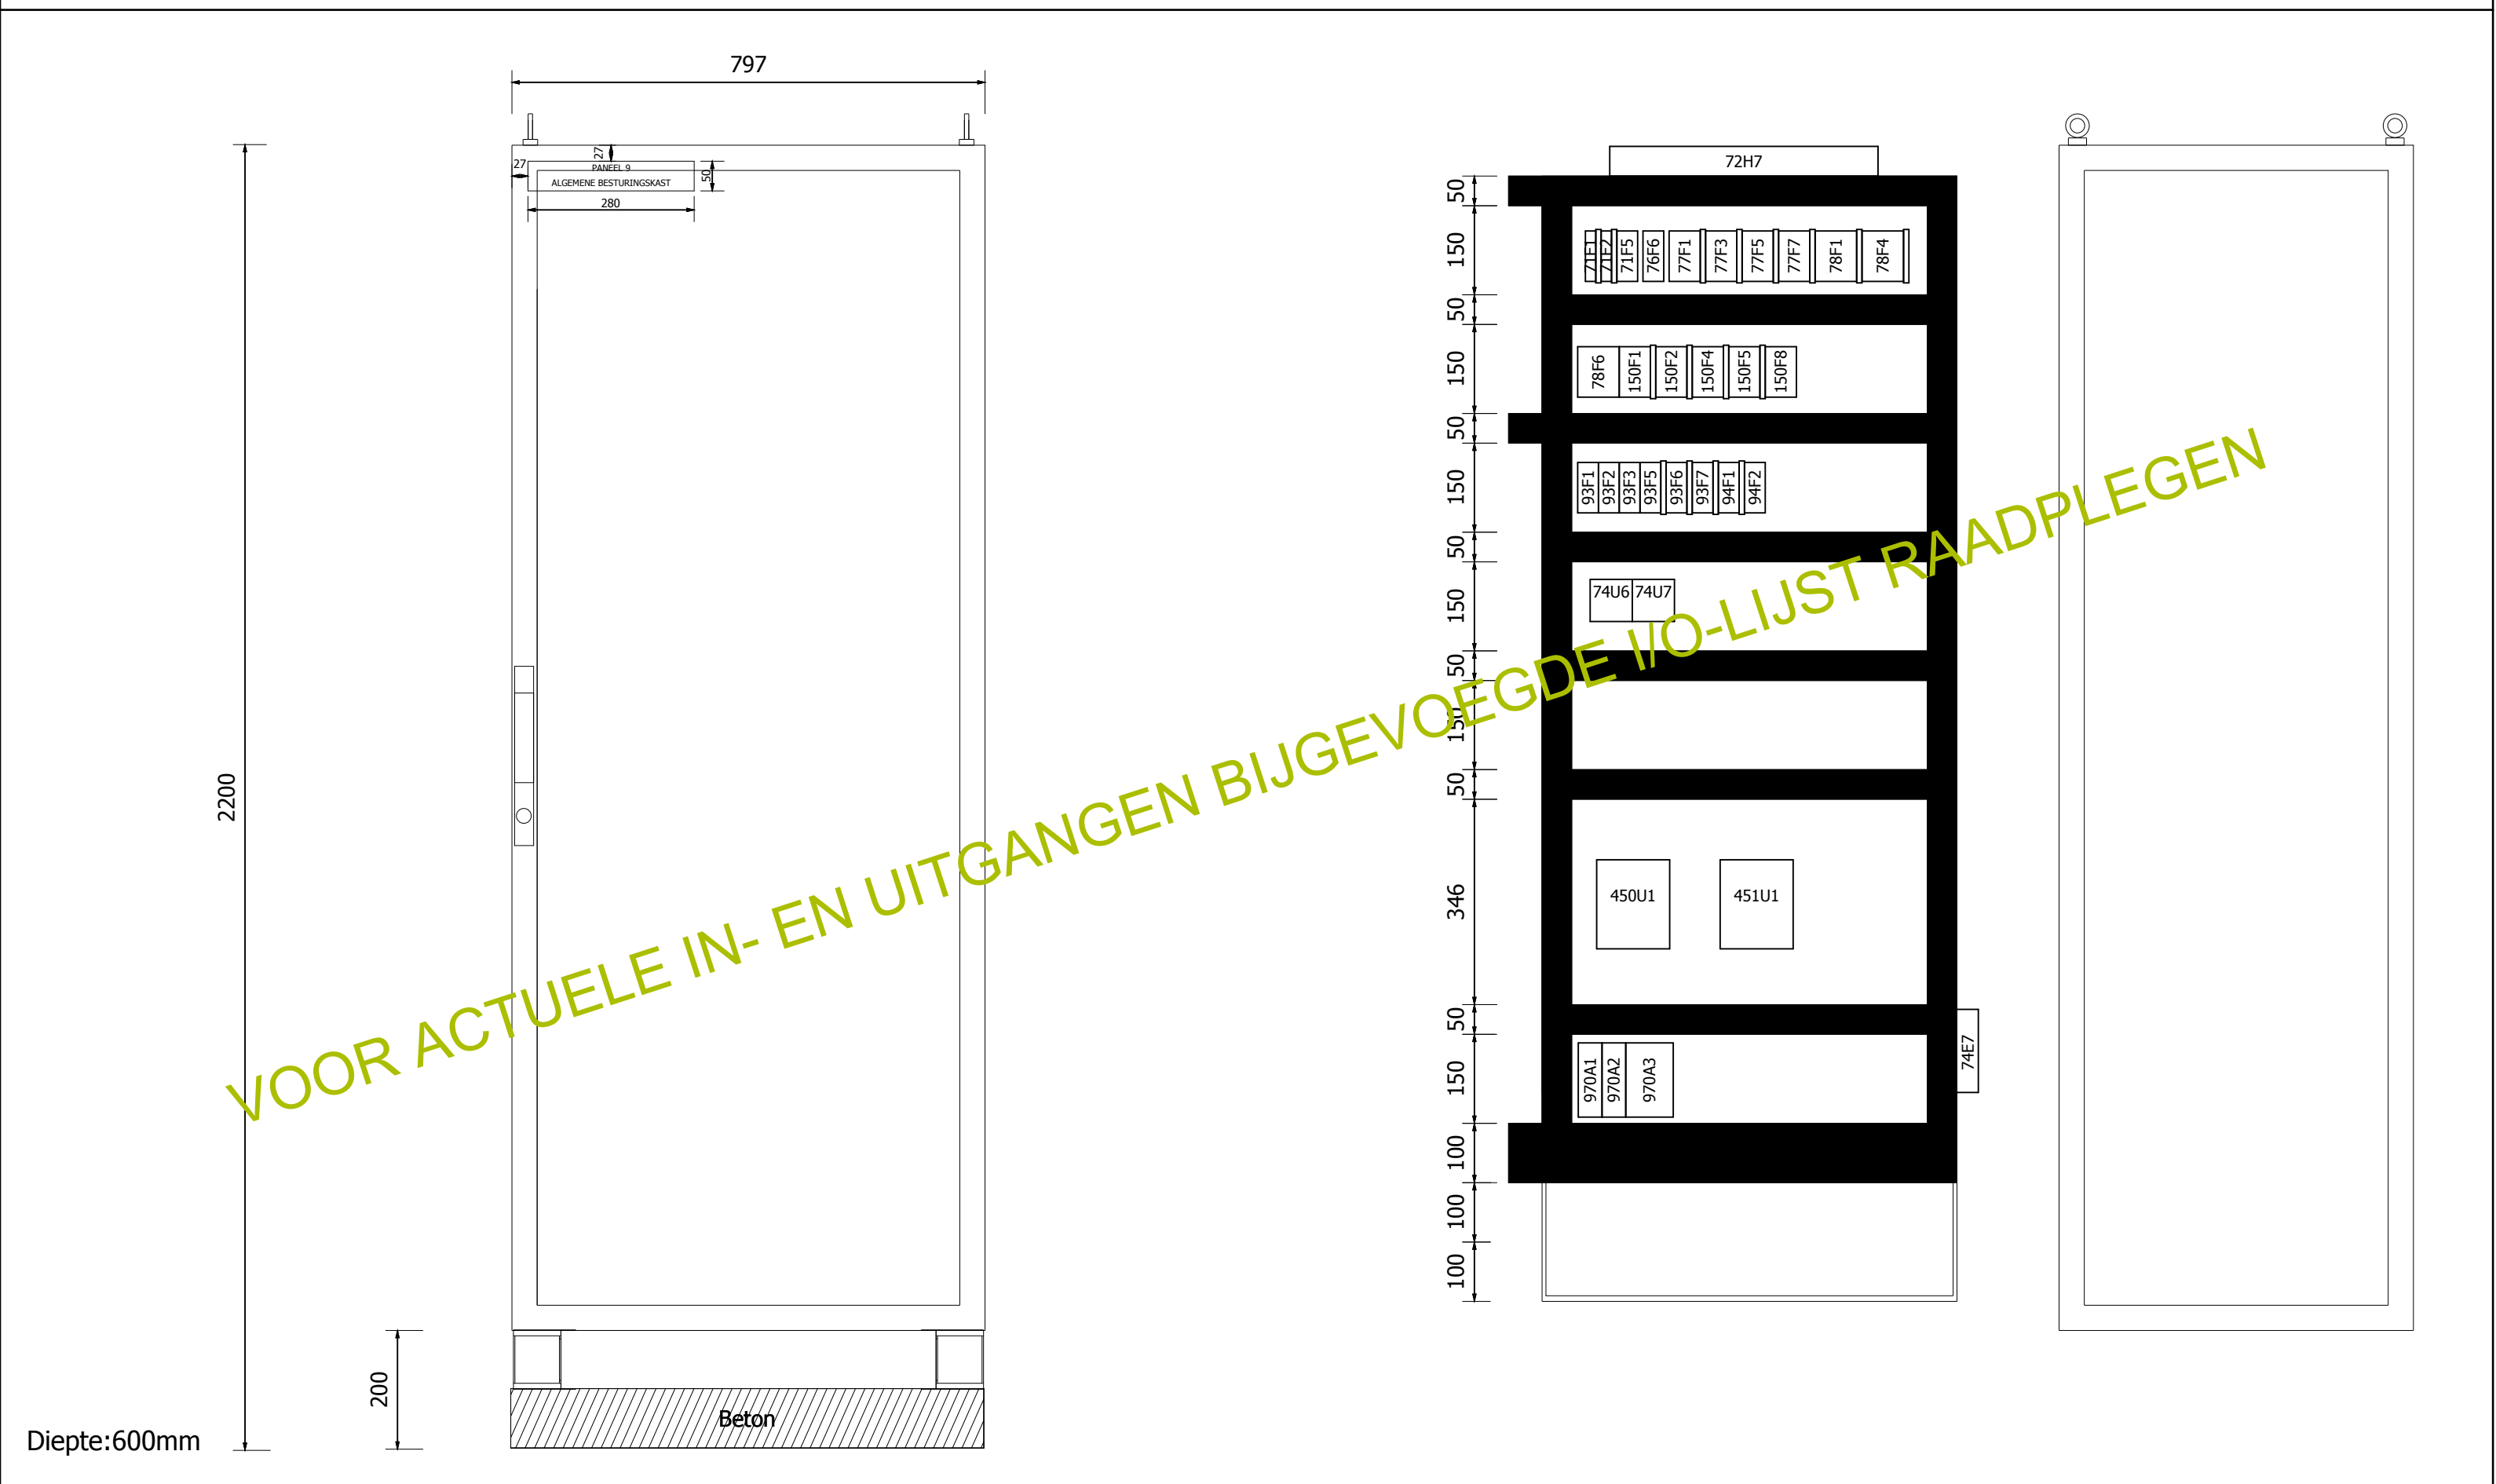 797
27
27
PANEEL 9
ALGEMENE BESTURINGSKAST
50
280
2200
200
Beton
Diepte:600mm
72H7
50
150
71F1 71F2 71F5 76F6 77F1 77F3 77F5 77F7 78F1 78F4
50
150
78F6 150F1 150F2 150F4 150F5 150F8
50
150
93F1 93F2 93F3 93F5 93F6 93F7 94F1 94F2
50
150
74U6 74U7
50
150
50
346
450U1 451U1
50
74E7
150
970A1 970A2 970A3
100
100
100
VOOR ACTUELE IN- EN UITGANGEN BIJGEVOEGDE I/O-LIJST RAADPLEGEN